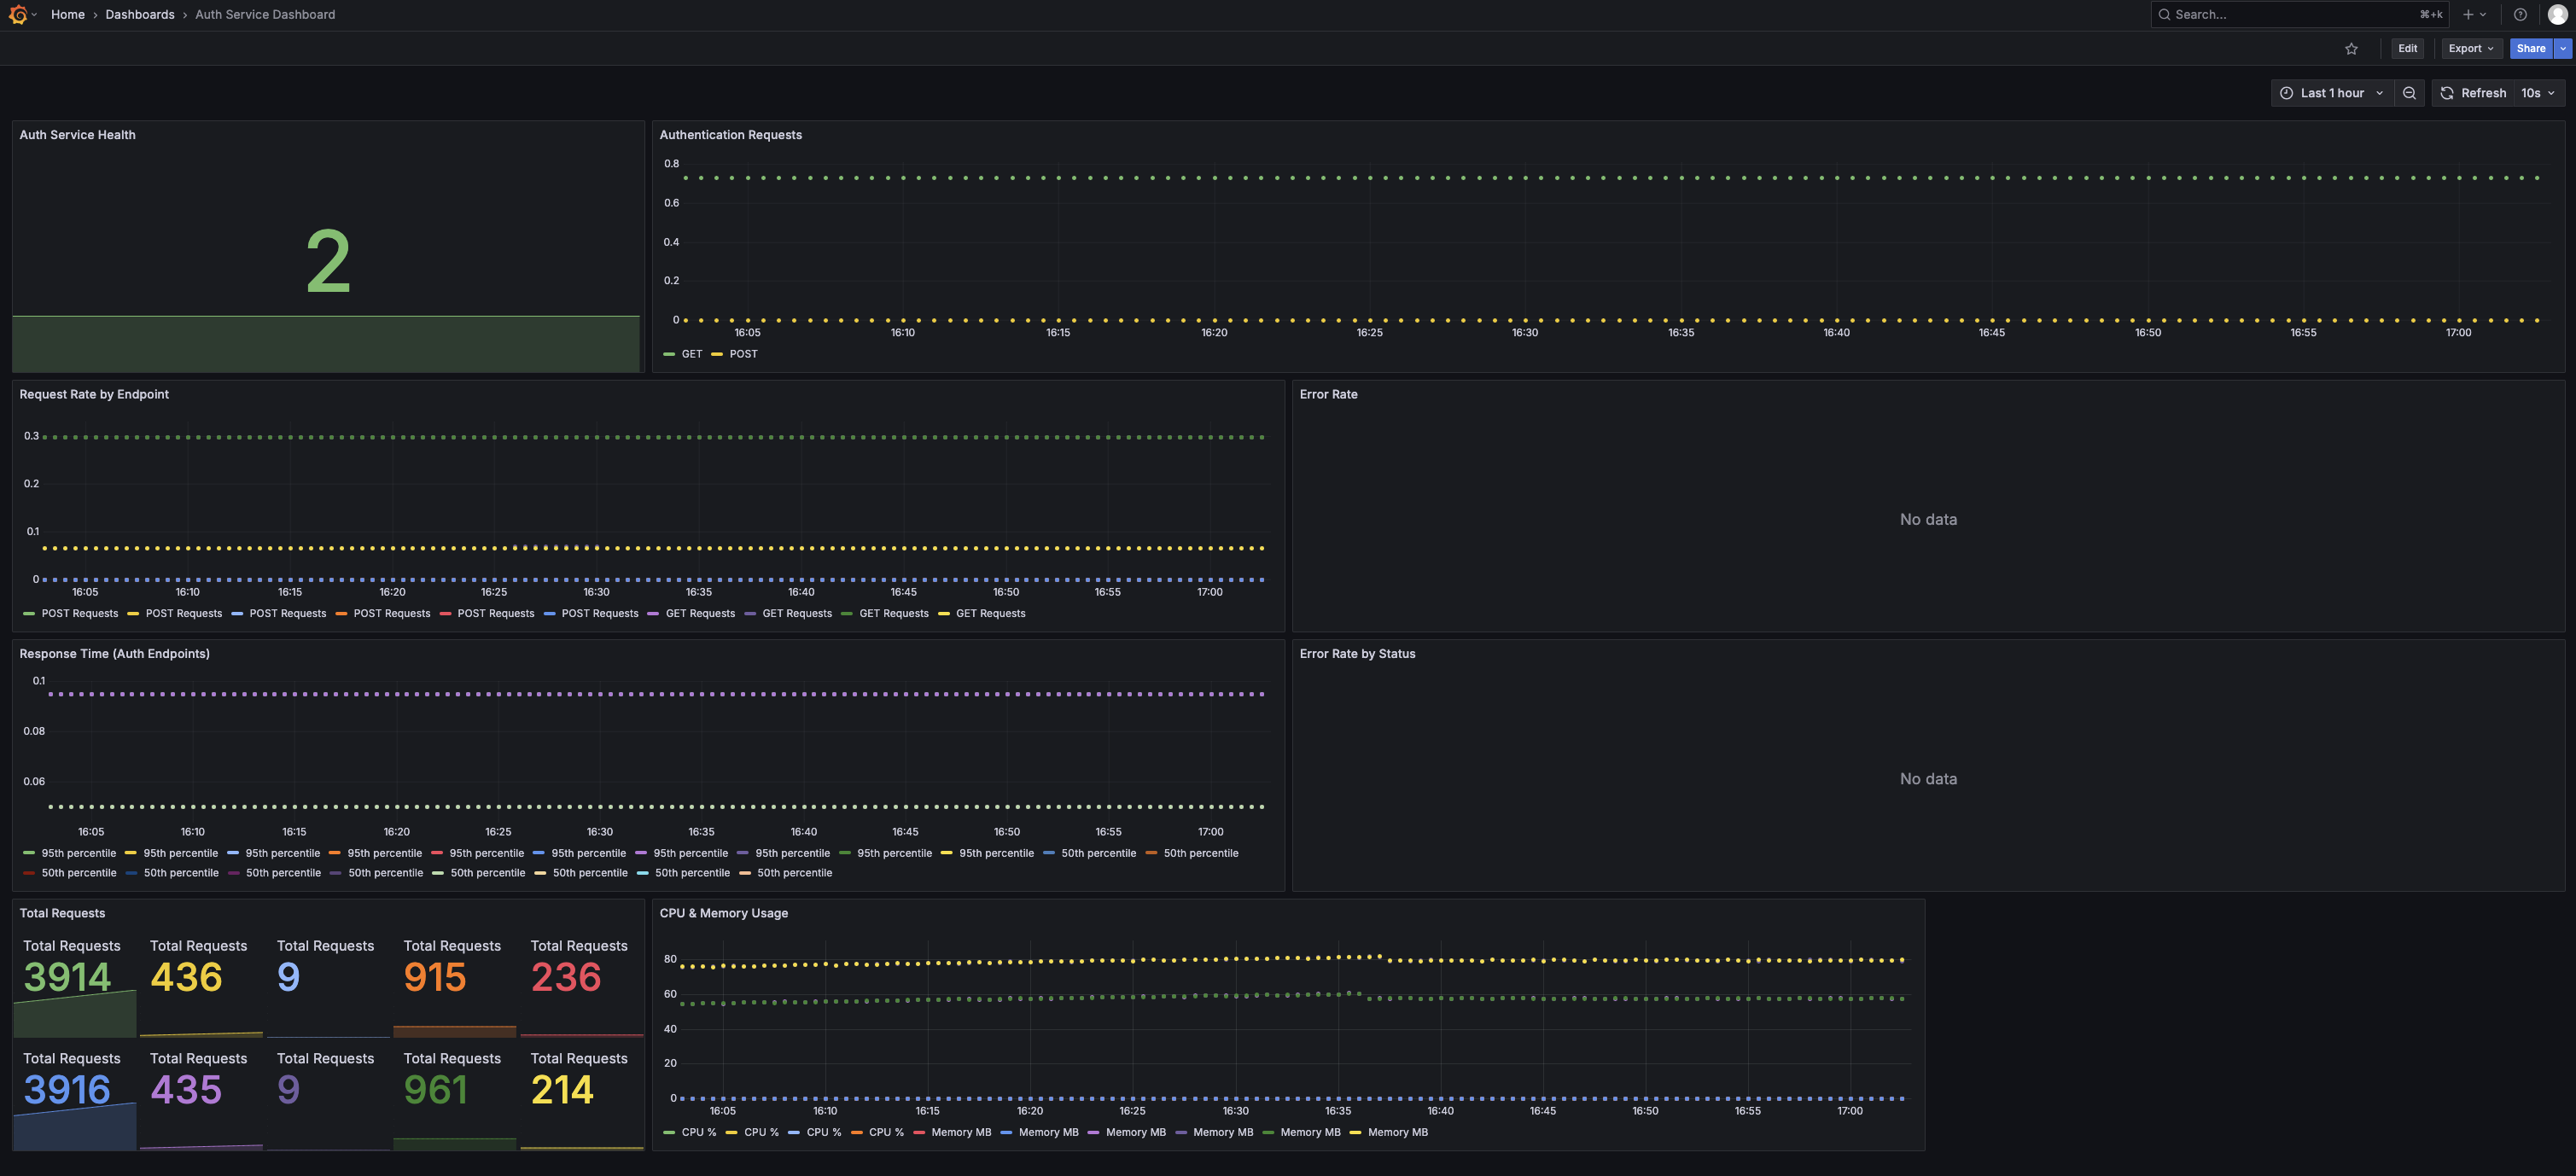 Home › Dashboards › Auth Service Dashboard
Search... ⌘+k
Edit Export Share
Last 1 hour Refresh 10s
Auth Service Health
2
Authentication Requests
0.8
0.6
0.4
0.2
0
16:05 16:10 16:15 16:20 16:25 16:30 16:35 16:40 16:45 16:50 16:55 17:00
GET POST
Request Rate by Endpoint
0.3
0.2
0.1
0
16:05 16:10 16:15 16:20 16:25 16:30 16:35 16:40 16:45 16:50 16:55 17:00
POST Requests POST Requests POST Requests POST Requests POST Requests POST Requests GET Requests GET Requests GET Requests GET Requests
Error Rate
No data
Response Time (Auth Endpoints)
0.1
0.08
0.06
16:05 16:10 16:15 16:20 16:25 16:30 16:35 16:40 16:45 16:50 16:55 17:00
95th percentile 95th percentile 95th percentile 95th percentile 95th percentile 95th percentile 95th percentile 95th percentile 95th percentile 95th percentile 50th percentile 50th percentile
50th percentile 50th percentile 50th percentile 50th percentile 50th percentile 50th percentile 50th percentile 50th percentile
Error Rate by Status
No data
Total Requests
Total Requests Total Requests Total Requests Total Requests Total Requests
3914 436 9 915 236
Total Requests Total Requests Total Requests Total Requests Total Requests
3916 435 9 961 214
CPU & Memory Usage
80
60
40
20
0
16:05 16:10 16:15 16:20 16:25 16:30 16:35 16:40 16:45 16:50 16:55 17:00
CPU % CPU % CPU % CPU % Memory MB Memory MB Memory MB Memory MB Memory MB Memory MB